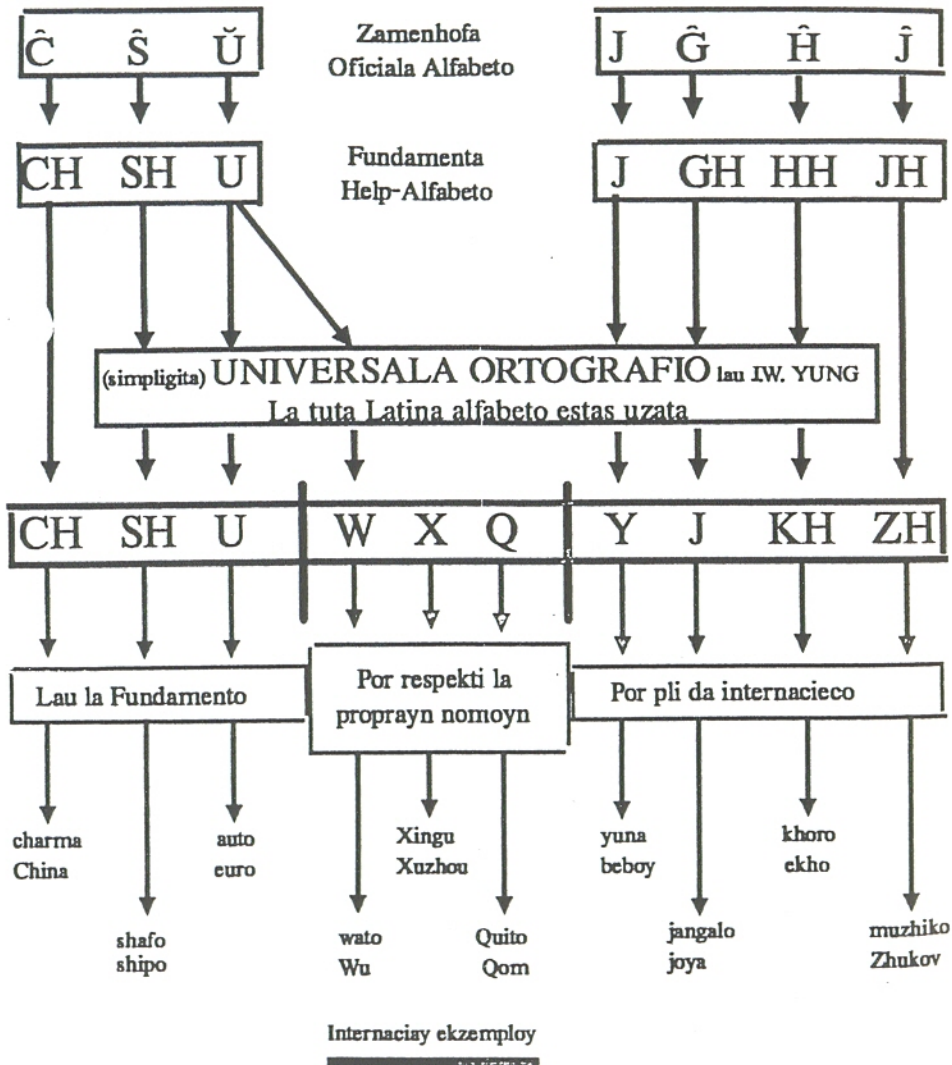 Ĉ Ŝ Ŭ
Zamenhofa
Oficiala Alfabeto
J Ĝ Ĥ Ĵ
CH SH U
Fundamenta
Help-Alfabeto
J GH HH JH
(simpligita) UNIVERSALA ORTOGRAFIO lau I.W. YUNG
La tuta Latina alfabeto estas uzata
CH SH U W X Q Y J KH ZH
Lau la Fundamento
Por respekti la
proprayn nomoyn
Por pli da internacieco
charma
China
auto
euro
Xingu
Xuzhou
yuna
beboy
khoro
ekho
shafo
shipo
wato
Wu
Quito
Qom
jangalo
joya
muzhiko
Zhukov
Internaciay ekzemploy